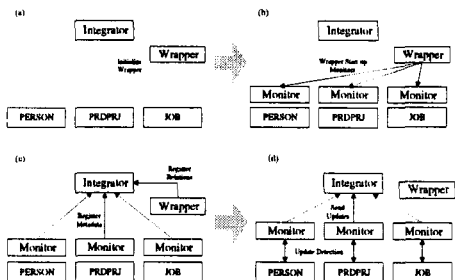 (a)
Integrator
Initialize
Wrapper
Wrapper
PERSON PRDPRJ JOB
(b)
Integrator
Wrapper Start up
Monitors
Wrapper
Monitor Monitor Monitor
PERSON PRDPRJ JOB
(c)
Register
Relations
Integrator
Register
Metadata
Wrapper
Monitor Monitor Monitor
PERSON PRDPRJ JOB
(d)
Integrator
Send
Updates
Wrapper
Monitor Monitor Monitor
Update Detection
PERSON PRDPRJ JOB